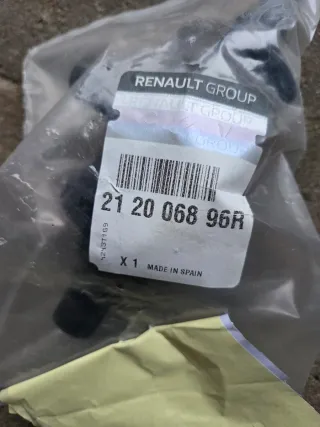 RENAULT GROUP
21 20 068 96R
X 1 MADE IN SPAIN